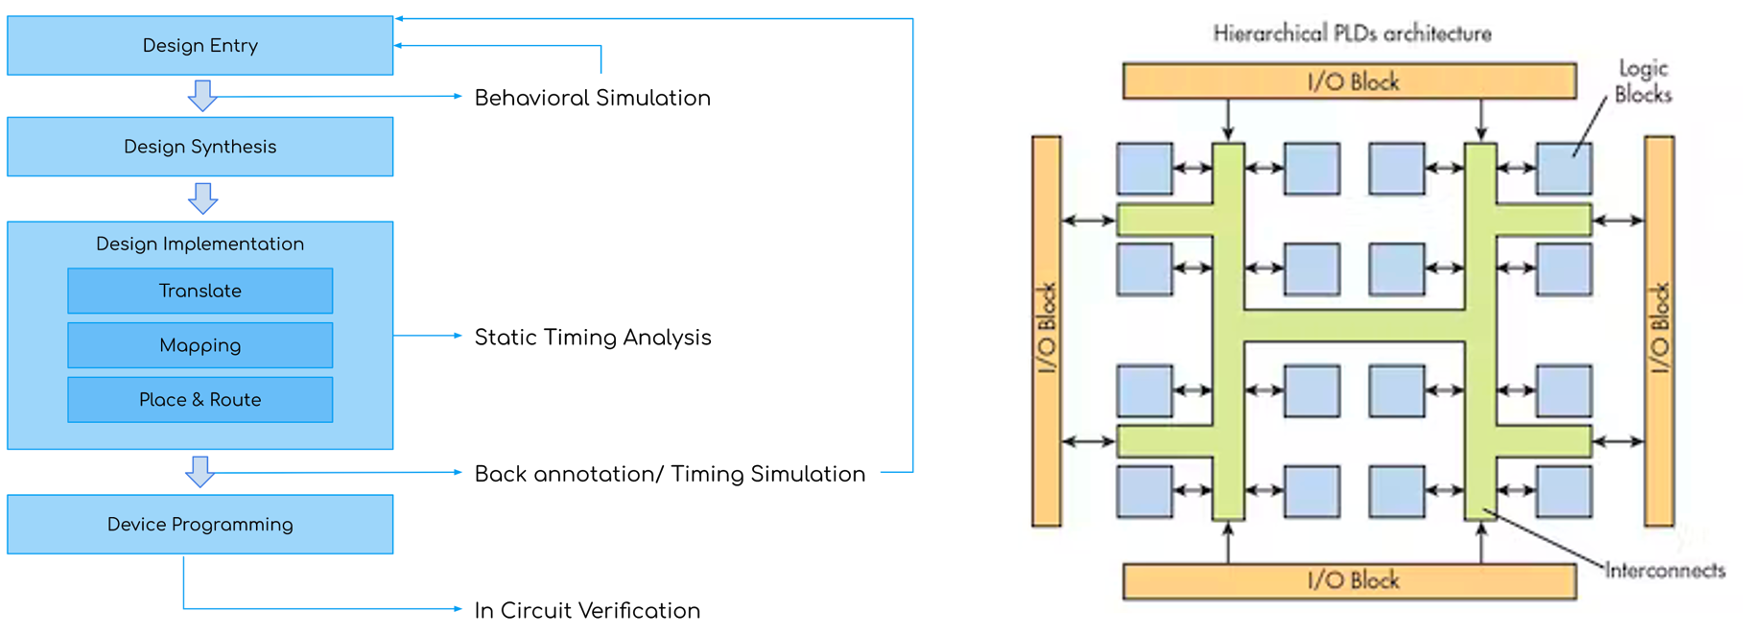 Design Entry
Behavioral Simulation
Design Synthesis
Design Implementation
Translate
Mapping
Place & Route
Static Timing Analysis
Back annotation/ Timing Simulation
Device Programming
In Circuit Verification
Hierarchical PLDs architecture
I/O Block
Logic
Blocks
I/O Block
I/O Block
Interconnects
I/O Block